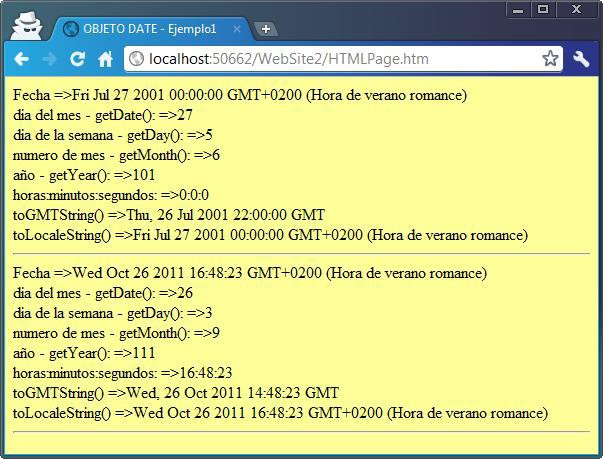 OBJETO DATE - Ejemplo1
localhost:50662/WebSite2/HTMLPage.htm
Fecha =>Fri Jul 27 2001 00:00:00 GMT+0200 (Hora de verano romance)
dia del mes - getDate(): =>27
dia de la semana - getDay(): =>5
numero de mes - getMonth(): =>6
año - getYear(): =>101
horas:minutos:segundos: =>0:0:0
toGMTString() =>Thu, 26 Jul 2001 22:00:00 GMT
toLocaleString() =>Fri Jul 27 2001 00:00:00 GMT+0200 (Hora de verano romance)
Fecha =>Wed Oct 26 2011 16:48:23 GMT+0200 (Hora de verano romance)
dia del mes - getDate(): =>26
dia de la semana - getDay(): =>3
numero de mes - getMonth(): =>9
año - getYear(): =>111
horas:minutos:segundos: =>16:48:23
toGMTString() =>Wed, 26 Oct 2011 14:48:23 GMT
toLocaleString() =>Wed Oct 26 2011 16:48:23 GMT+0200 (Hora de verano romance)